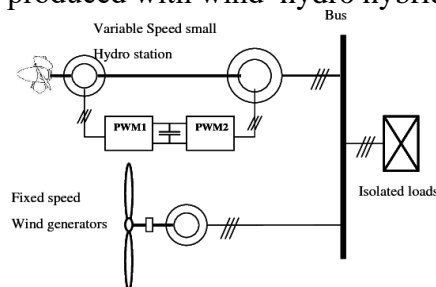 produced with wind hydro hybrid
Bus
Variable Speed small
Hydro station
PWM1
PWM2
Isolated loads
Fixed speed
Wind generators